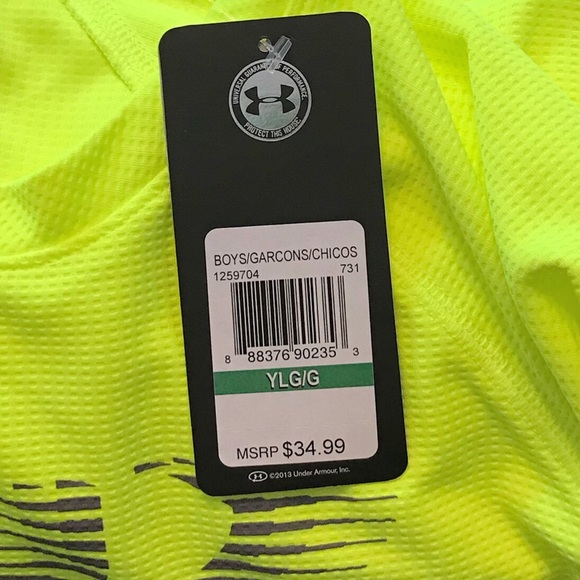 UNIVERSAL GUARANTEE OF PERFORMANCE.
PROTECT THIS HOUSE.
BOYS/GARCONS/CHICOS
1259704 731
8 88376 90235 3
YLG/G
MSRP $34.99
©2013 Under Armour, Inc.